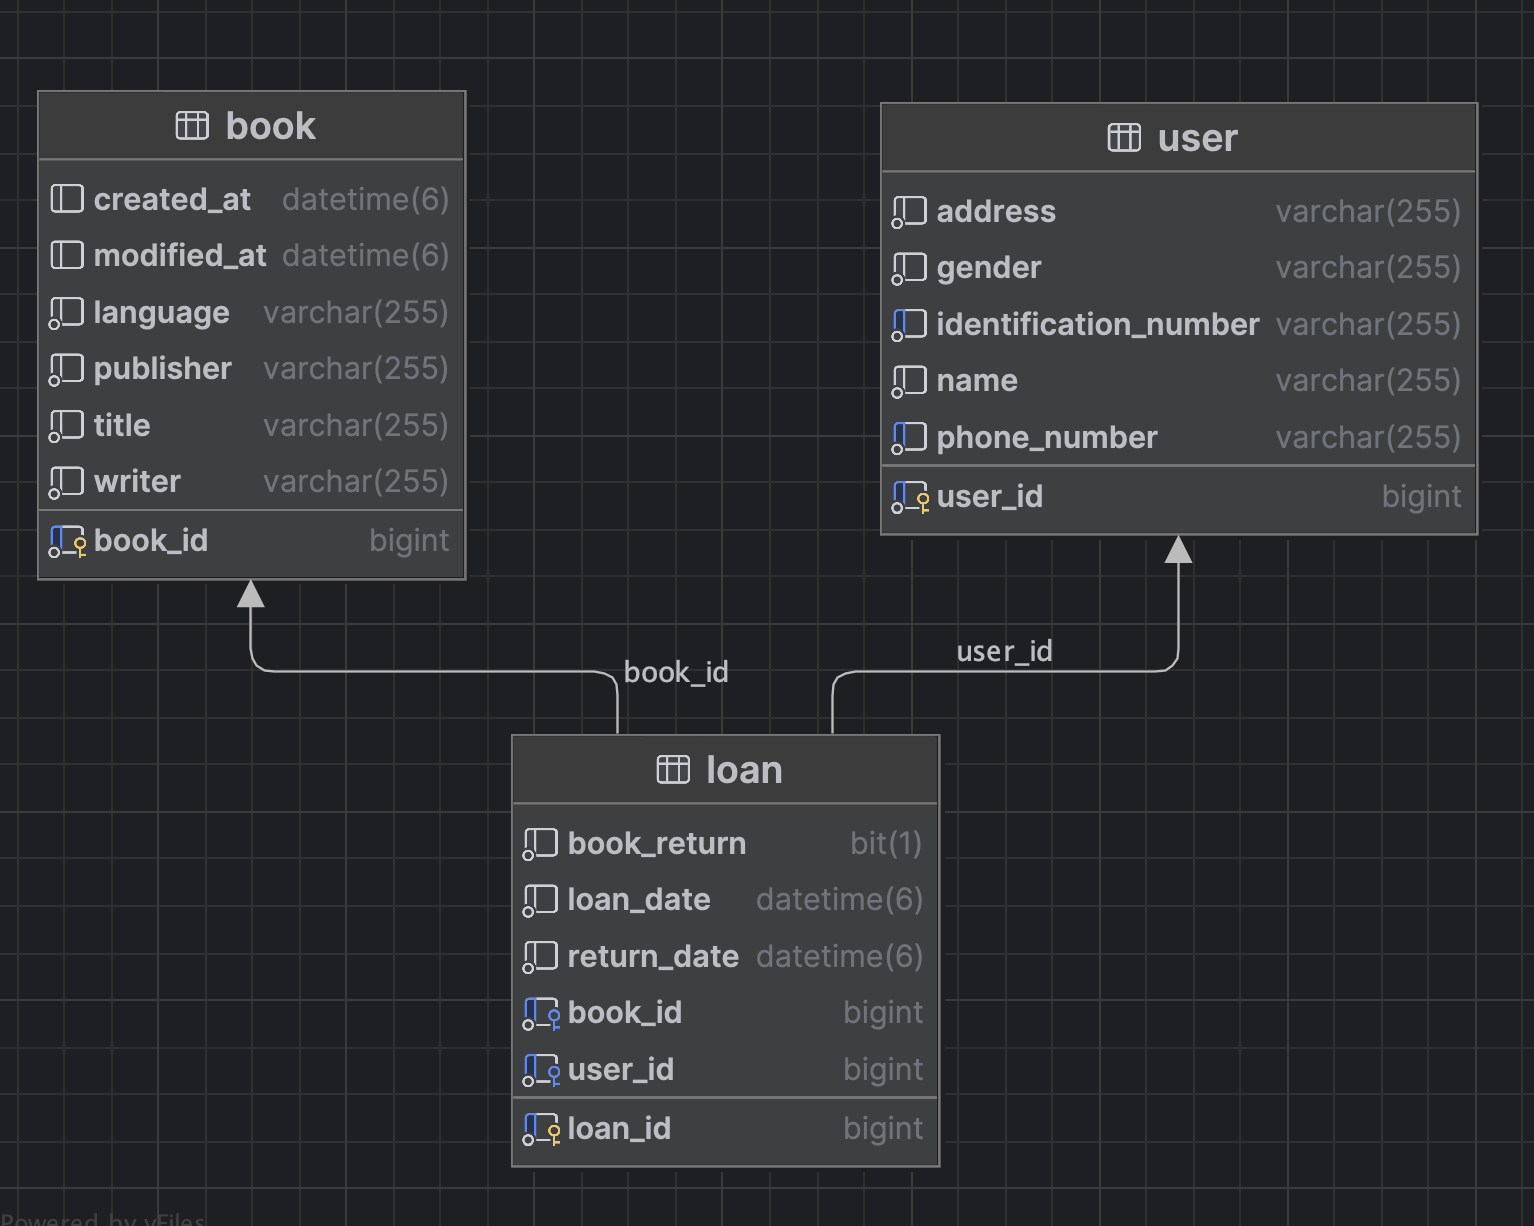 book
created_at datetime(6)
modified_at datetime(6)
language varchar(255)
publisher varchar(255)
title varchar(255)
writer varchar(255)
book_id bigint
user
address varchar(255)
gender varchar(255)
identification_number varchar(255)
name varchar(255)
phone_number varchar(255)
user_id bigint
book_id
user_id
loan
book_return bit(1)
loan_date datetime(6)
return_date datetime(6)
book_id bigint
user_id bigint
loan_id bigint
Powered by yFiles